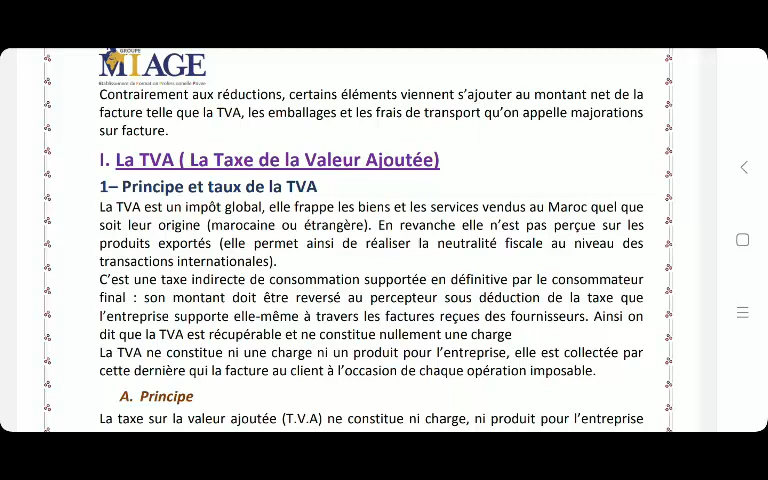 GROUPE
MIAGE
Contrairement aux réductions, certains éléments viennent s'ajouter au montant net de la
facture telle que la TVA, les emballages et les frais de transport qu'on appelle majorations
sur facture.
I. La TVA ( La Taxe de la Valeur Ajoutée)
1– Principe et taux de la TVA
La TVA est un impôt global, elle frappe les biens et les services vendus au Maroc quel que
soit leur origine (marocaine ou étrangère). En revanche elle n'est pas perçue sur les
produits exportés (elle permet ainsi de réaliser la neutralité fiscale au niveau des
transactions internationales).
C'est une taxe indirecte de consommation supportée en définitive par le consommateur
final : son montant doit être reversé au percepteur sous déduction de la taxe que
l'entreprise supporte elle-même à travers les factures reçues des fournisseurs. Ainsi on
dit que la TVA est récupérable et ne constitue nullement une charge
La TVA ne constitue ni une charge ni un produit pour l'entreprise, elle est collectée par
cette dernière qui la facture au client à l'occasion de chaque opération imposable.
A. Principe
La taxe sur la valeur ajoutée (T.V.A) ne constitue ni charge, ni produit pour l'entreprise